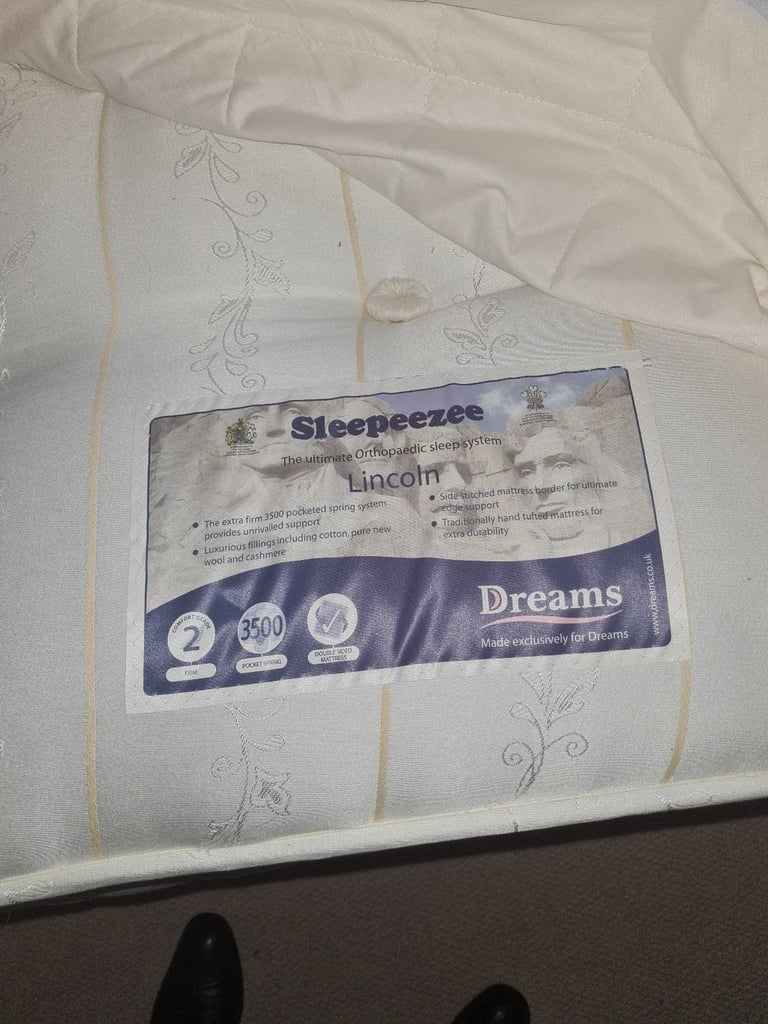 Sleepeezee
The ultimate Orthopaedic sleep system
Lincoln
• The extra firm 3500 pocketed spring system
provides unrivalled support
• Luxurious fillings including cotton, pure new
wool and cashmere
• Side stitched mattress border for ultimate
edge support
• Traditionally hand tufted mattress for
extra durability
COMFORT GRADE
2
FIRM
3500
POCKET SPRING
DOUBLE SIDED
MATTRESS
Dreams
Made exclusively for Dreams
www.dreams.co.uk